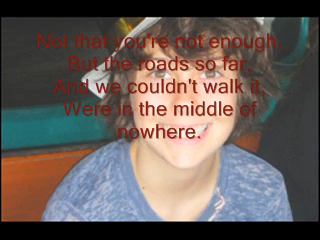 Not that you're not enough,
But the roads so far,
And we couldn't walk it.
Were in the middle of
nowhere.